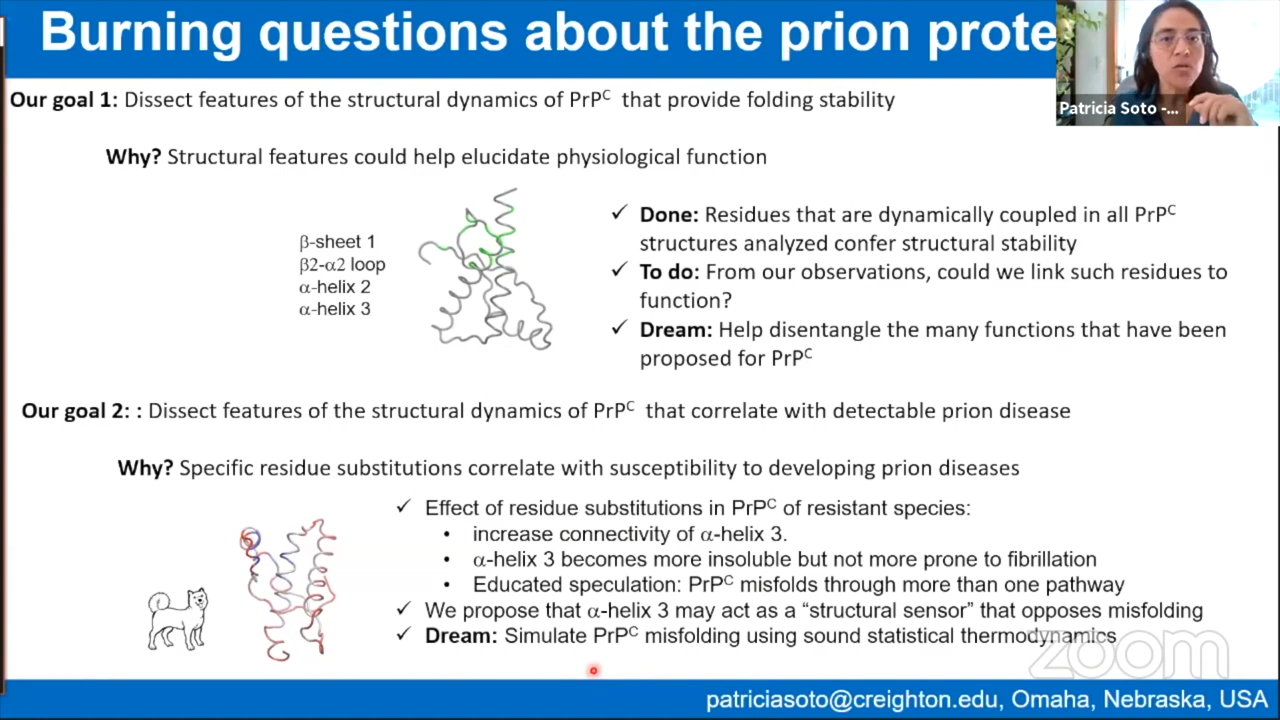 Burning questions about the prion prote
Patricia Soto -...
Our goal 1: Dissect features of the structural dynamics of PrPᶜ that provide folding stability
Why? Structural features could help elucidate physiological function
β-sheet 1
β2-α2 loop
α-helix 2
α-helix 3
✓ Done: Residues that are dynamically coupled in all PrPᶜ
structures analyzed confer structural stability
✓ To do: From our observations, could we link such residues to
function?
✓ Dream: Help disentangle the many functions that have been
proposed for PrPᶜ
Our goal 2: : Dissect features of the structural dynamics of PrPᶜ that correlate with detectable prion disease
Why? Specific residue substitutions correlate with susceptibility to developing prion diseases
✓ Effect of residue substitutions in PrPᶜ of resistant species:
• increase connectivity of α-helix 3.
• α-helix 3 becomes more insoluble but not more prone to fibrillation
• Educated speculation: PrPᶜ misfolds through more than one pathway
✓ We propose that α-helix 3 may act as a “structural sensor” that opposes misfolding
✓ Dream: Simulate PrPᶜ misfolding using sound statistical thermodynamics
zoom
patriciasoto@creighton.edu, Omaha, Nebraska, USA